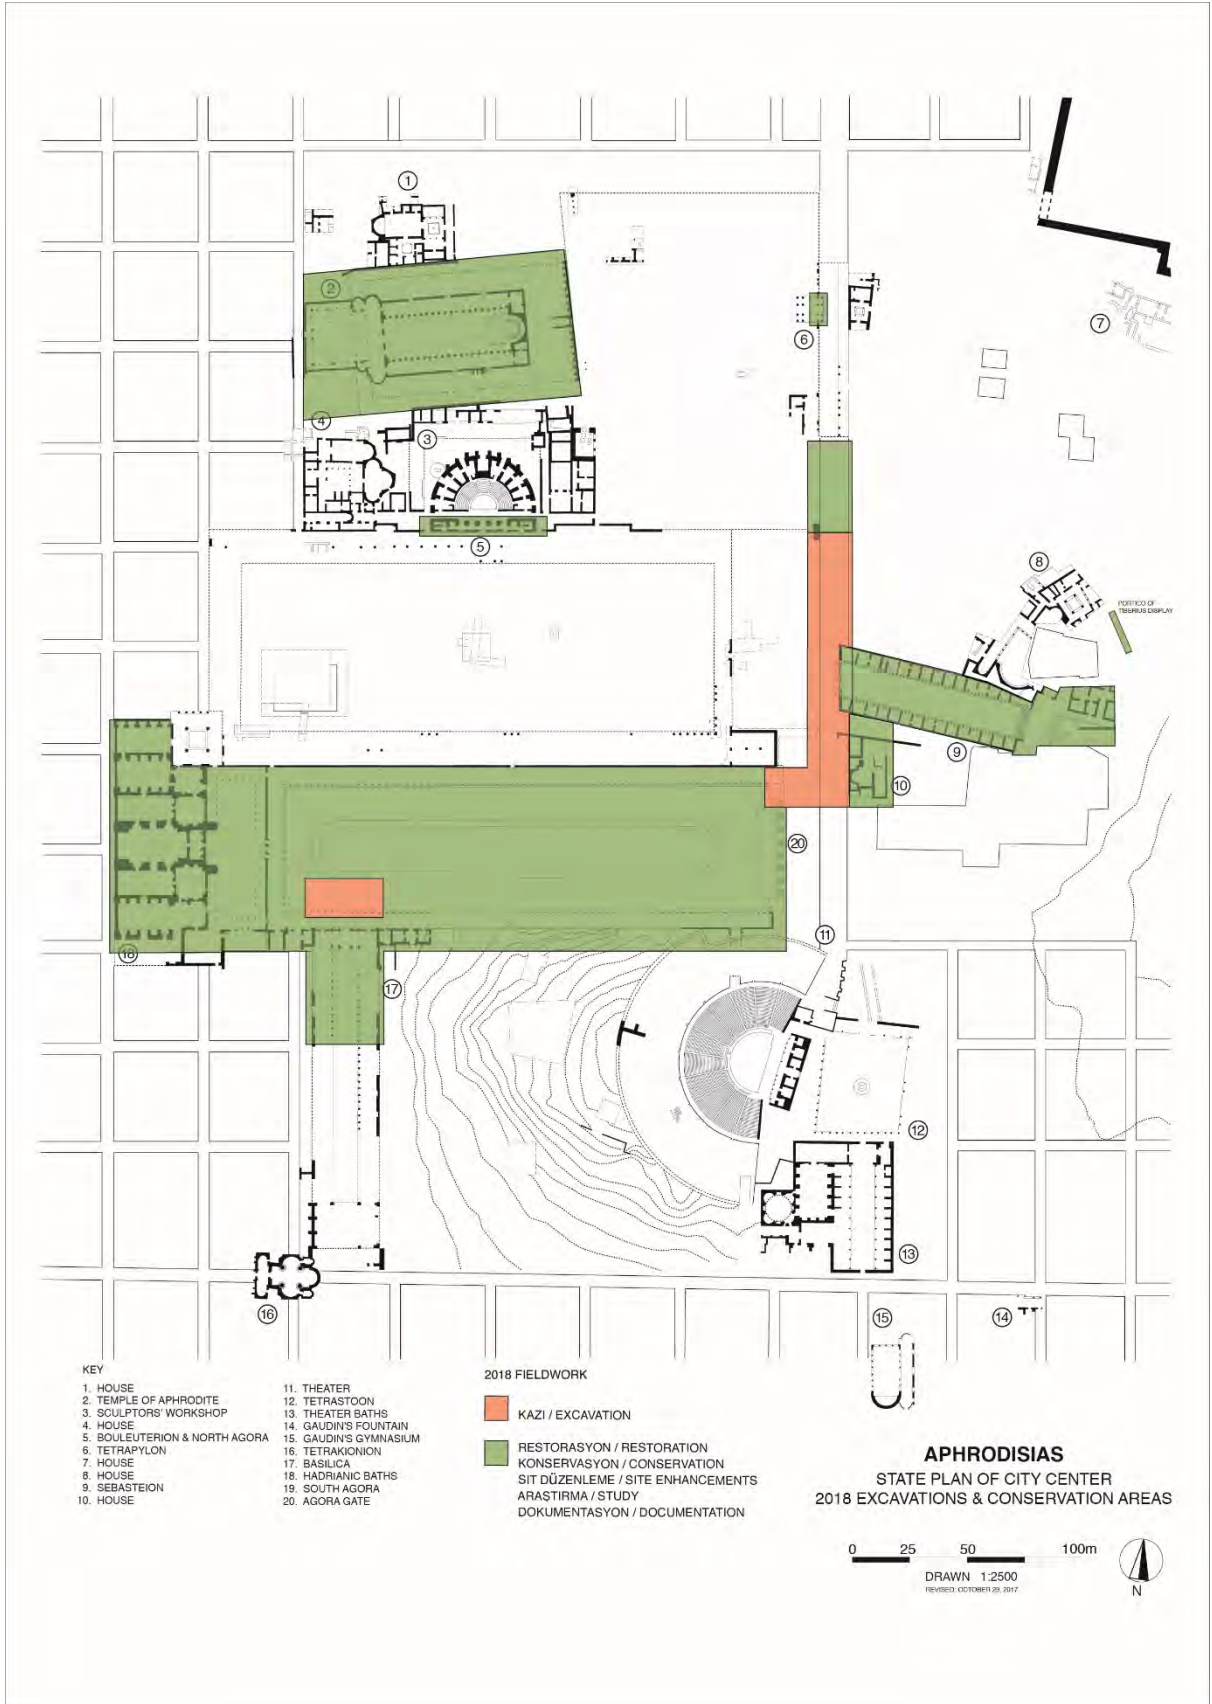 1
2
3
4
5
6
7
8
PORTICO OF
TIBERIUS DISPLAY
9
10
20
18
17
11
12
13
16
15
14
KEY
1. HOUSE
2. TEMPLE OF APHRODITE
3. SCULPTORS' WORKSHOP
4. HOUSE
5. BOULEUTERION & NORTH AGORA
6. TETRAPYLON
7. HOUSE
8. HOUSE
9. SEBASTEION
10. HOUSE
11. THEATER
12. TETRASTOON
13. THEATER BATHS
14. GAUDIN'S FOUNTAIN
15. GAUDIN'S GYMNASIUM
16. TETRAKIONION
17. BASILICA
18. HADRIANIC BATHS
19. SOUTH AGORA
20. AGORA GATE
2018 FIELDWORK
KAZI / EXCAVATION
RESTORASYON / RESTORATION
KONSERVASYON / CONSERVATION
SIT DÜZENLEME / SITE ENHANCEMENTS
ARAŞTIRMA / STUDY
DOKUMENTASYON / DOCUMENTATION
APHRODISIAS
STATE PLAN OF CITY CENTER
2018 EXCAVATIONS & CONSERVATION AREAS
0 25 50 100m
DRAWN 1:2500
REVISED: OCTOBER 29, 2017
N